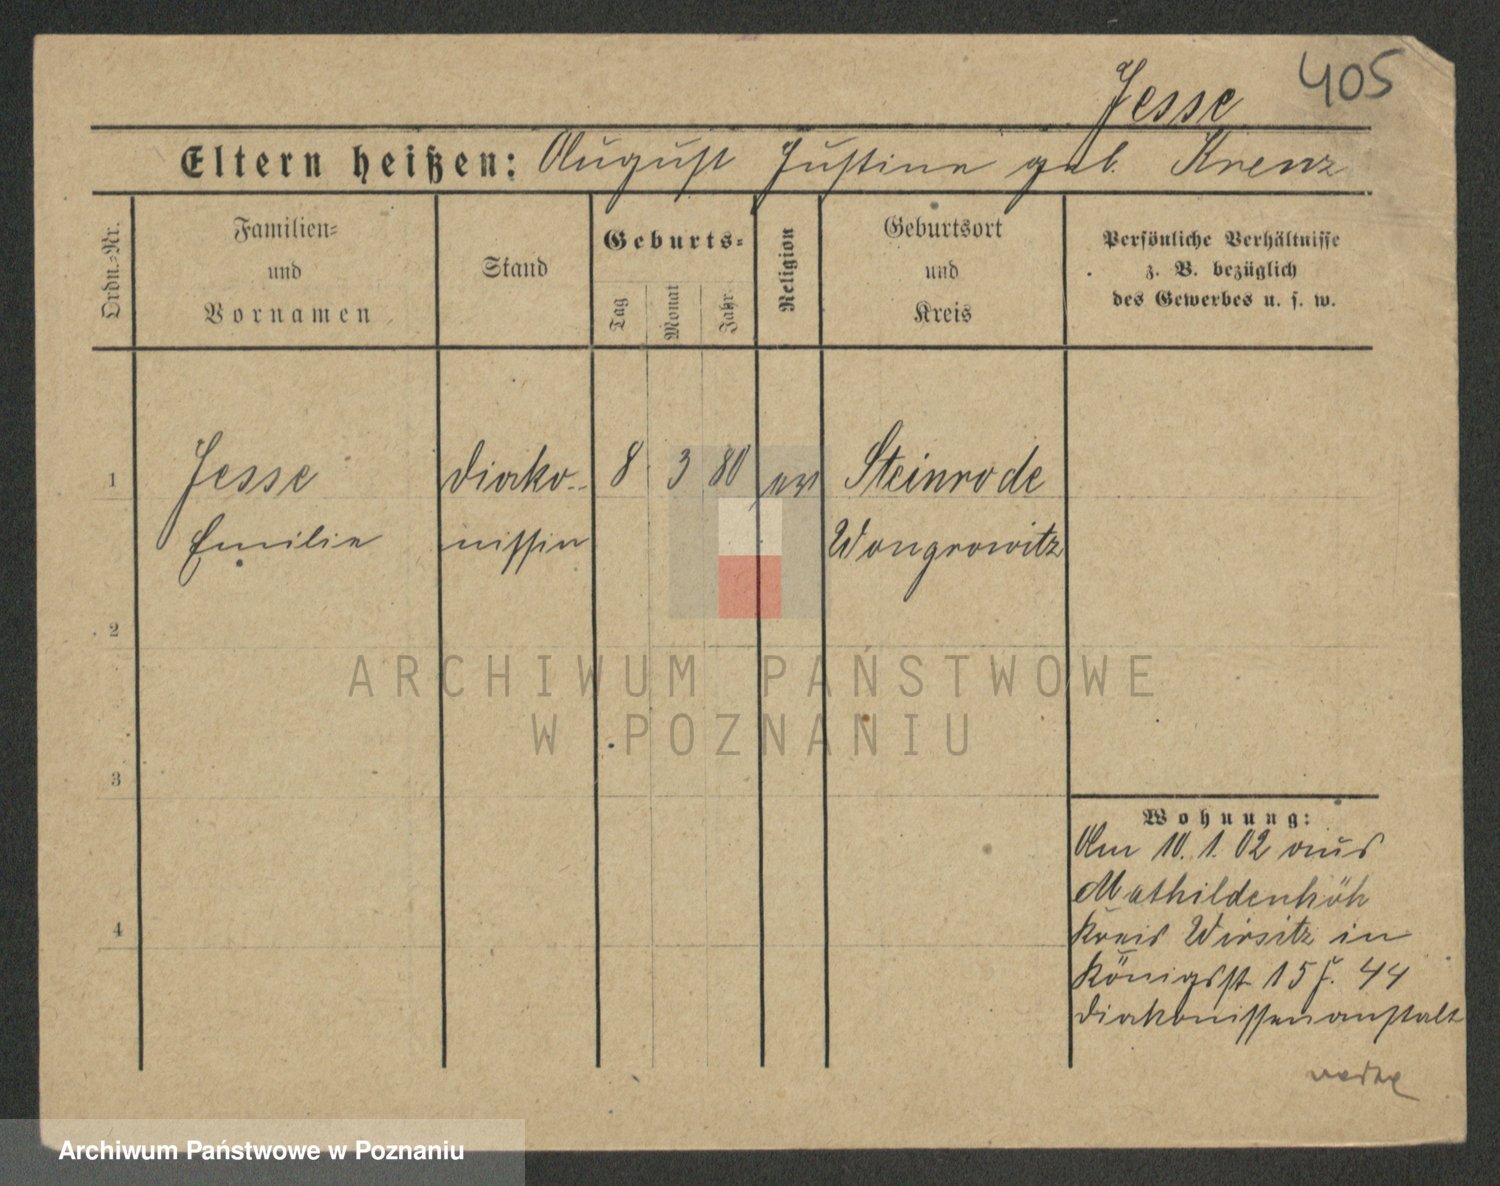 405
Jesse
Eltern heißen: August Justine geb. Krenz
Ordn.-Nr.
Familien-
und
Vornamen
Stand
Geburts-
Tag
Monat
Jahr
Religion
Geburtsort
und
Kreis
Persönliche Verhältnisse
z. B. bezüglich
des Gewerbes u. s. w.
1 Jesse Diako- 8 3 80 ev Steinrode
Emilie nissin Wongrowitz
2
3
4
ARCHIWUM PAŃSTWOWE
W POZNANIU
Wohnung:
Am 10. 1. 02 aus
Mathildenhöh
Kreis Wirsitz in
Königsst 15 J. 44
Diakonissenanstalt
Archiwum Państwowe w Poznaniu